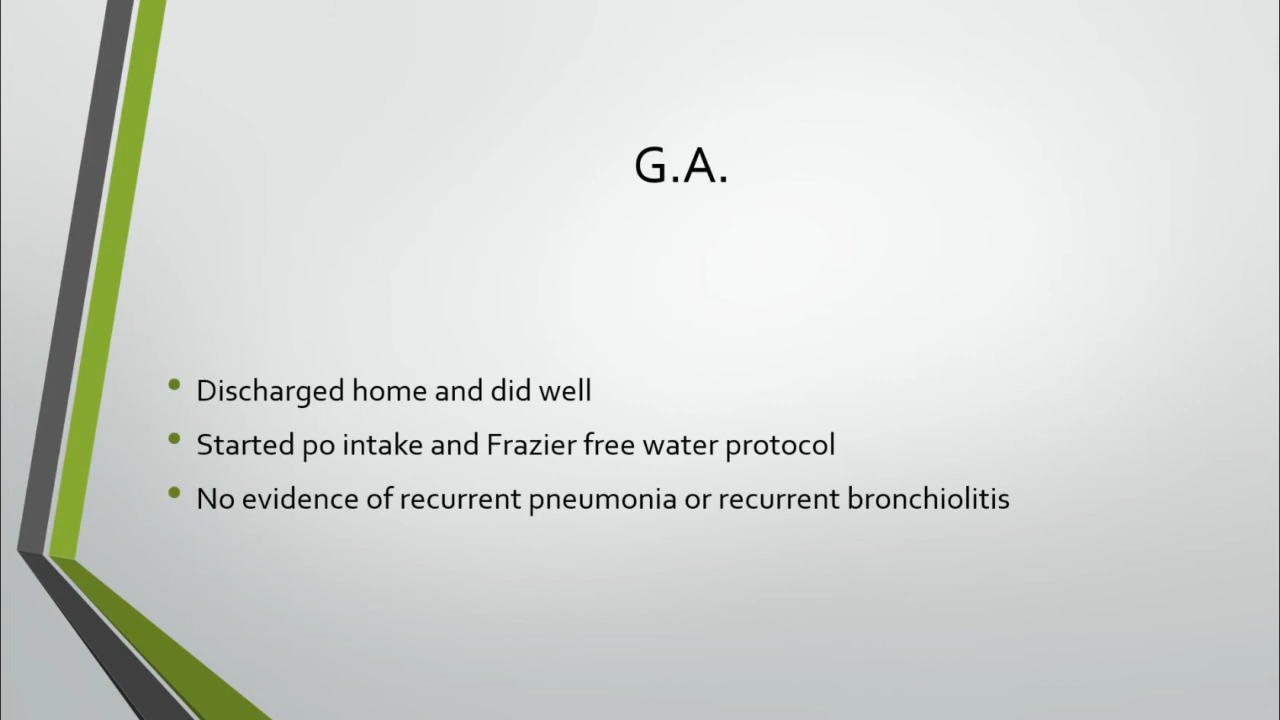 G.A.
• Discharged home and did well
• Started po intake and Frazier free water protocol
• No evidence of recurrent pneumonia or recurrent bronchiolitis